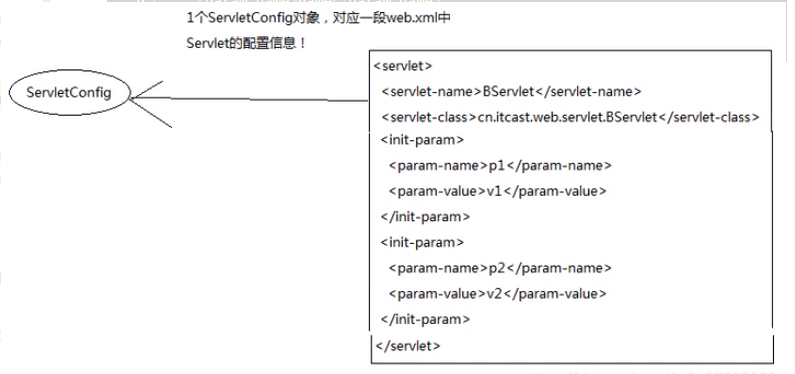 1个ServletConfig对象，对应一段web.xml中
Servlet的配置信息！
ServletConfig
<servlet>
<servlet-name>BServlet</servlet-name>
<servlet-class>cn.itcast.web.servlet.BServlet</servlet-class>
<init-param>
<param-name>p1</param-name>
<param-value>v1</param-value>
</init-param>
<init-param>
<param-name>p2</param-name>
<param-value>v2</param-value>
</init-param>
</servlet>